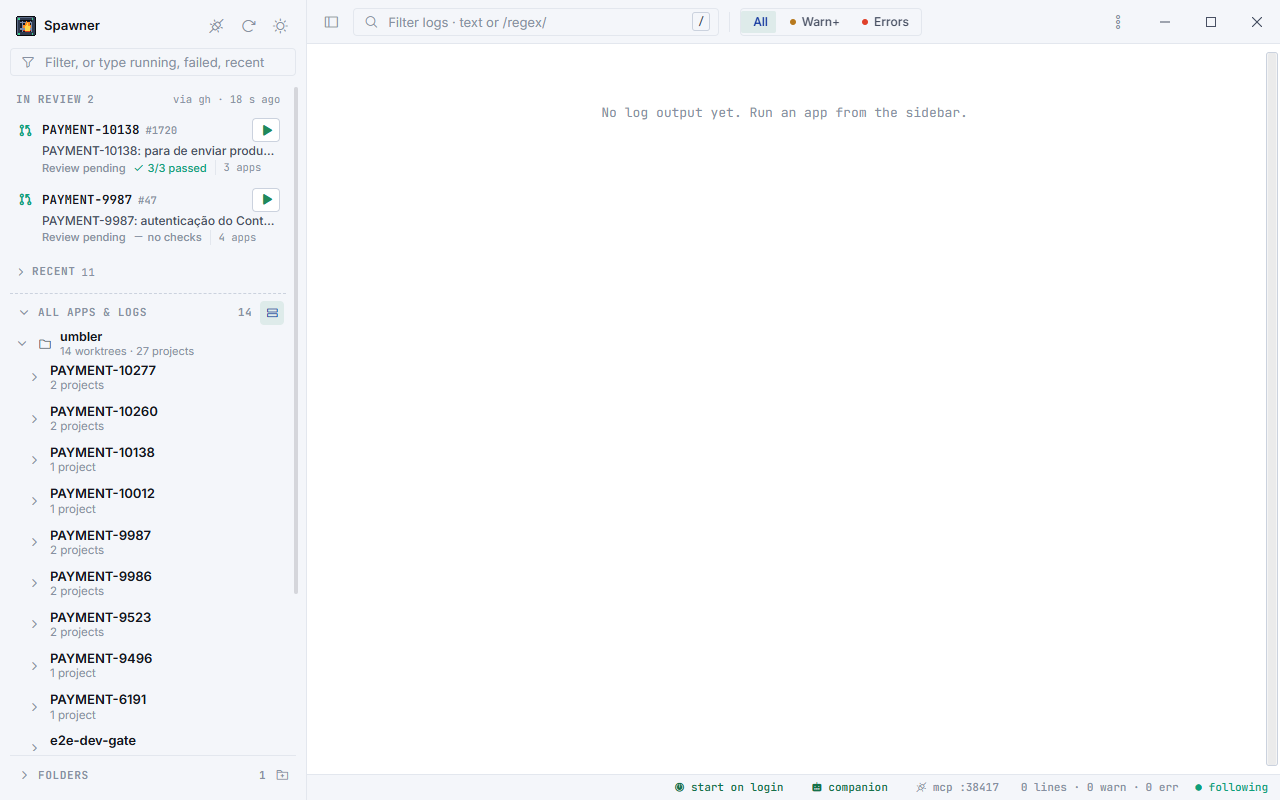 Spawner
Filter, or type running, failed, recent
IN REVIEW 2 via gh · 18 s ago
PAYMENT-10138 #1720
PAYMENT-10138: para de enviar produ...
Review pending ✓ 3/3 passed 3 apps
PAYMENT-9987 #47
PAYMENT-9987: autenticação do Cont...
Review pending — no checks 4 apps
RECENT 11
ALL APPS & LOGS 14
umbler
14 worktrees · 27 projects
PAYMENT-10277
2 projects
PAYMENT-10260
2 projects
PAYMENT-10138
1 project
PAYMENT-10012
1 project
PAYMENT-9987
2 projects
PAYMENT-9986
2 projects
PAYMENT-9523
2 projects
PAYMENT-9496
1 project
PAYMENT-6191
1 project
e2e-dev-gate
FOLDERS 1
Filter logs · text or /regex/ /
All Warn+ Errors
No log output yet. Run an app from the sidebar.
start on login companion mcp :38417 0 lines · 0 warn · 0 err following